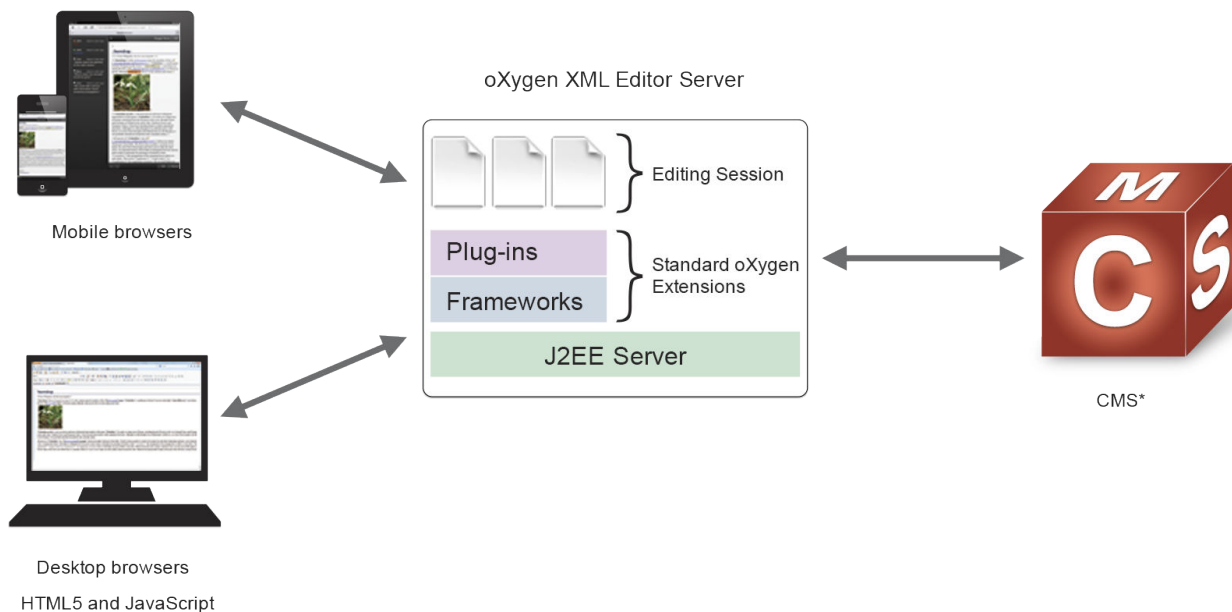 oXygen XML Editor Server
Mobile browsers
Editing Session
Plug-ins
Frameworks
Standard oXygen
Extensions
J2EE Server
M
C
S
CMS*
Desktop browsers
HTML5 and JavaScript